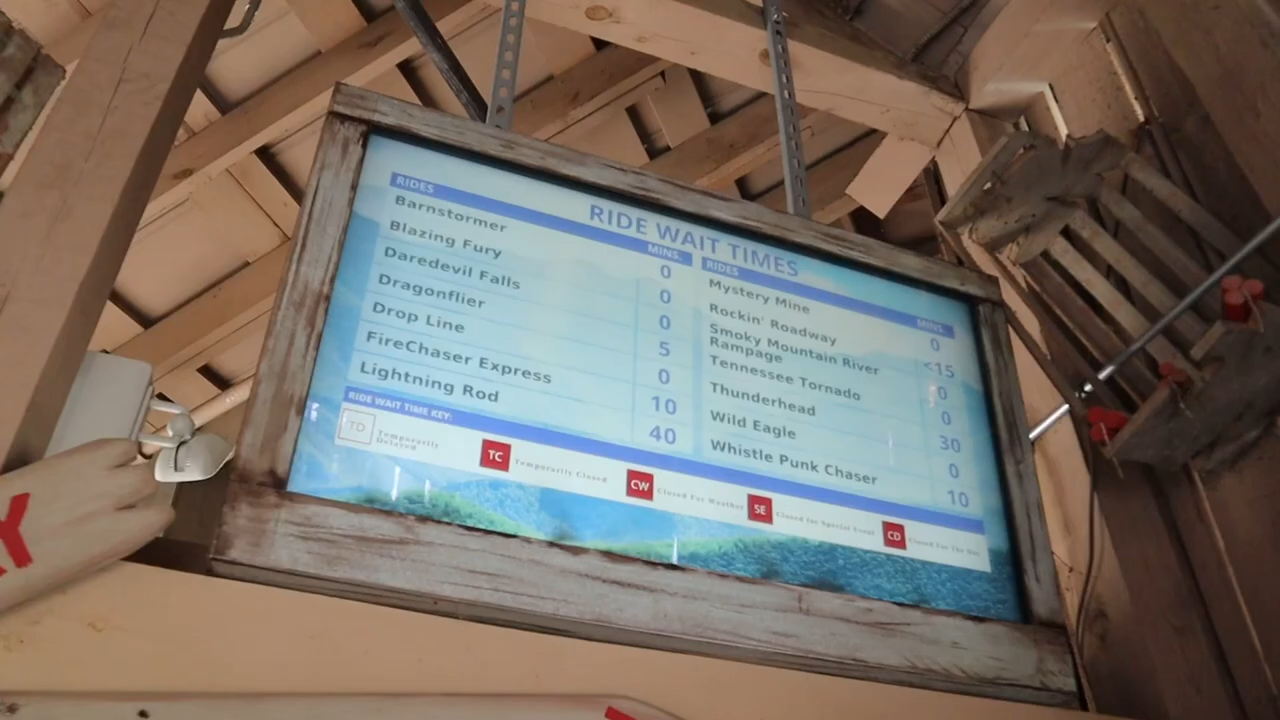 RIDE WAIT TIMES
RIDES MINS.
Barnstormer 0
Blazing Fury 0
Daredevil Falls 0
Dragonflier 5
Drop Line 0
FireChaser Express 10
Lightning Rod 40
RIDES MINS.
Mystery Mine 0
Rockin' Roadway <15
Smoky Mountain River
Rampage 0
Tennessee Tornado 0
Thunderhead 30
Wild Eagle 0
Whistle Punk Chaser 10
RIDE WAIT TIME KEY:
TD Temporarily
Delayed
TC Temporarily Closed
CW Closed For Weather
SE Closed for Special Event
CD Closed For The Day
Y